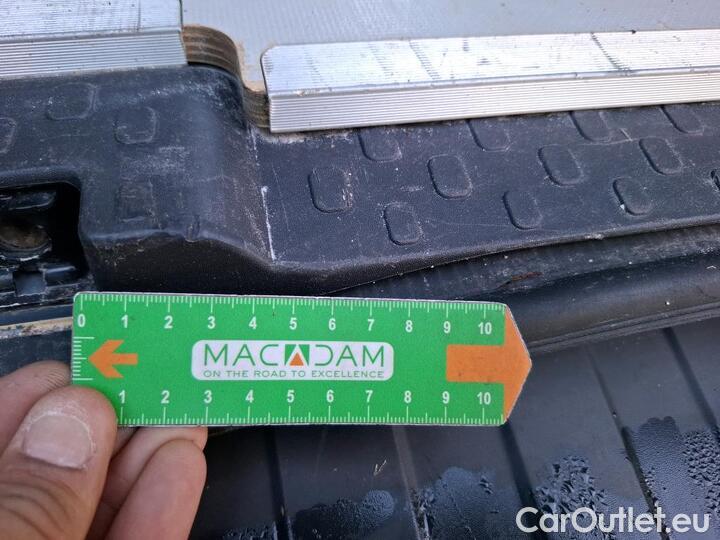 0 1 2 3 4 5 6 7 8 9 10
MACADAM
ON THE ROAD TO EXCELLENCE
1 2 3 4 5 6 7 8 9 10
CarOutlet.eu